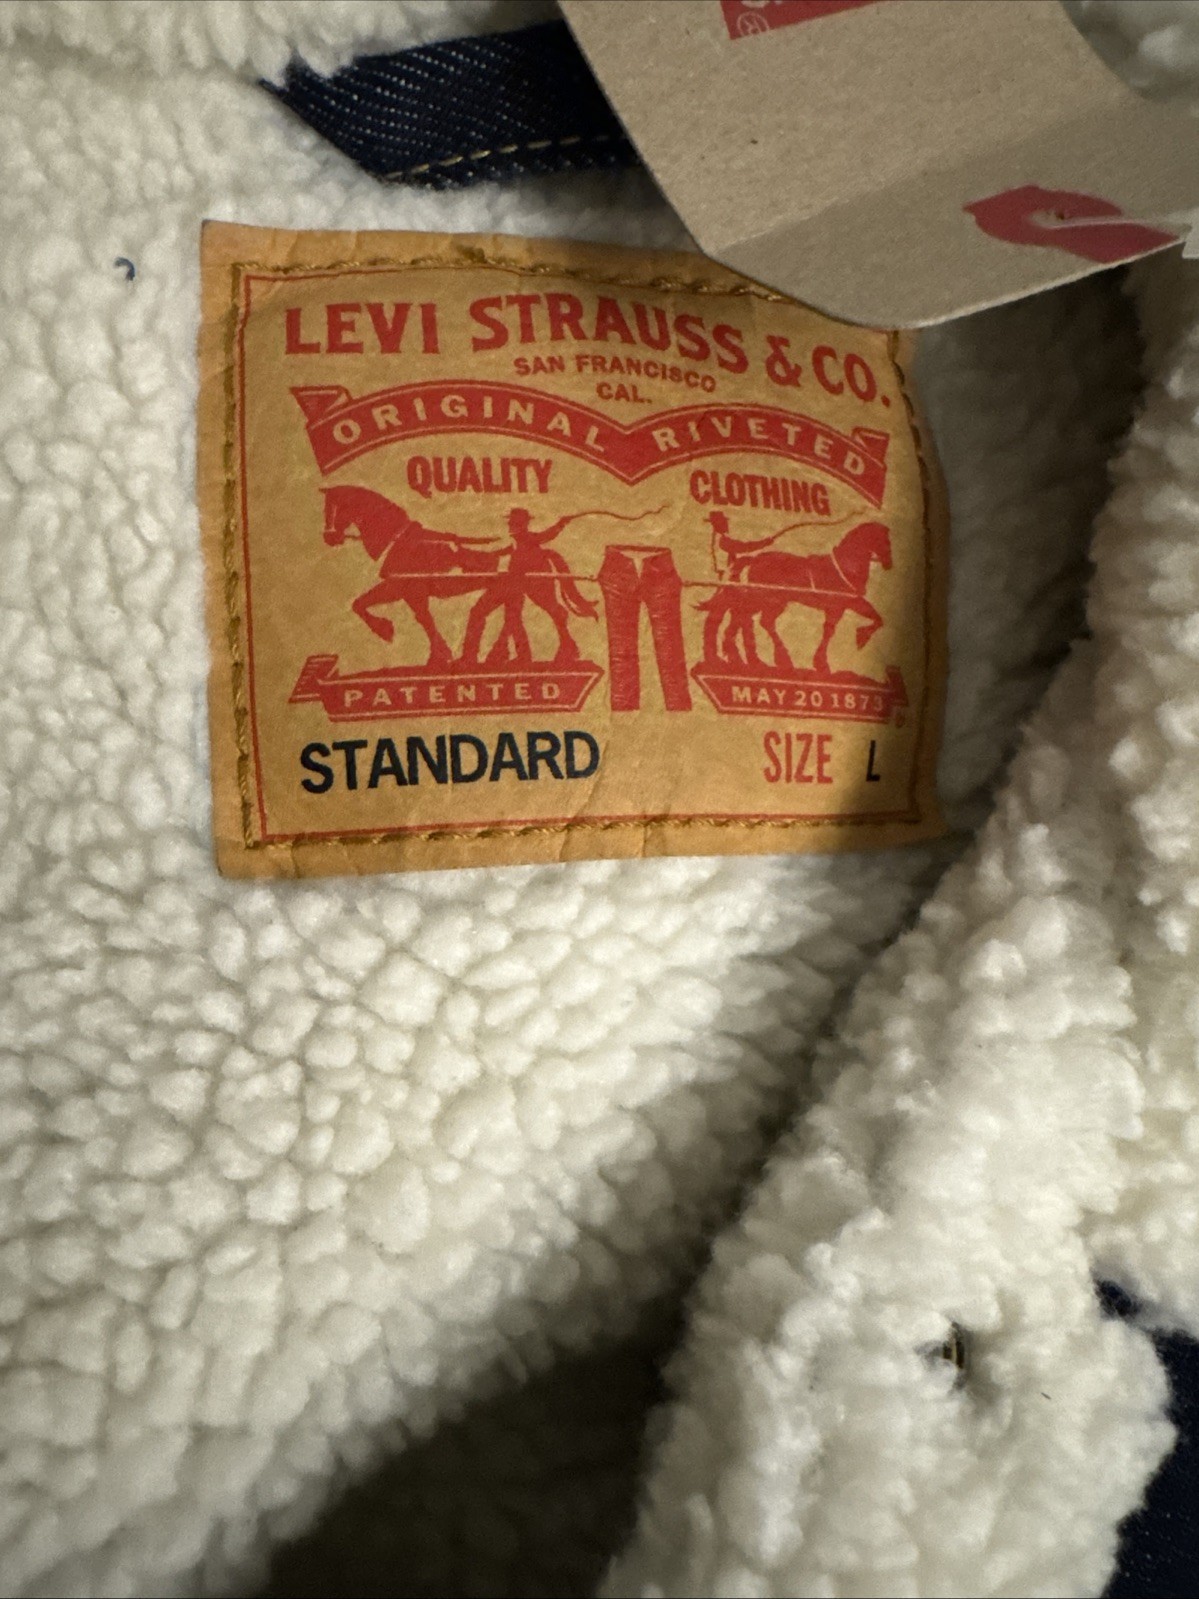 ®
LEVI STRAUSS & CO.
SAN FRANCISCO
CAL.
ORIGINAL RIVETED
QUALITY CLOTHING
PATENTED MAY 20 1873
STANDARD SIZE L